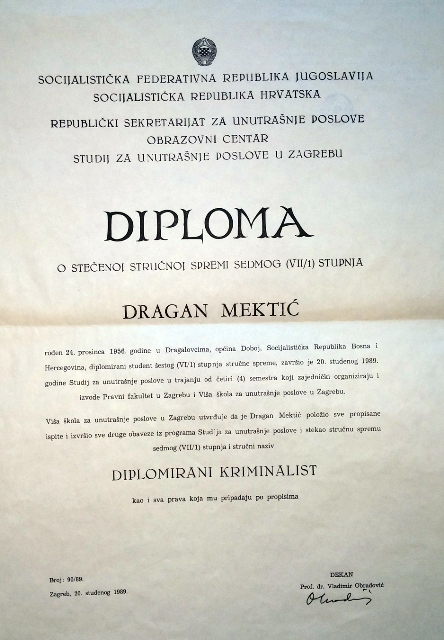 SOCIJALISTIČKA FEDERATIVNA REPUBLIKA JUGOSLAVIJA
SOCIJALISTIČKA REPUBLIKA HRVATSKA
REPUBLIČKI SEKRETARIJAT ZA UNUTRAŠNJE POSLOVE
OBRAZOVNI CENTAR
STUDIJ ZA UNUTRAŠNJE POSLOVE U ZAGREBU
DIPLOMA
O STEČENOJ STRUČNOJ SPREMI SEDMOG (VII/1) STUPNJA
DRAGAN MEKTIĆ
rođen 24. prosinca 1956. godine u Dragalovcima, općina Doboj, Socijalistička Republika Bosna i
Hercegovina, diplomirani student šestog (VI/1) stupnja stručne spreme, završio je 20. studenog 1989.
godine Studij za unutrašnje poslove u trajanju od četiri (4) semestra koji zajednički organiziraju i
izvode Pravni fakultet u Zagrebu i Viša škola za unutrašnje poslove u Zagrebu.
Viša škola za unutrašnje poslove u Zagrebu utvrđuje da je Dragan Mektić položio sve propisane
ispite i izvršio sve druge obaveze iz programa Studija za unutrašnje poslove i stekao stručnu spremu
sedmog (VII/1) stupnja i stručni naziv
DIPLOMIRANI KRIMINALIST
kao i sva prava koja mu pripadaju po propisima
Broj: 90/89.
Zagreb, 20. studenog 1989.
DEKAN
Prof. dr. Vladimir Obradović